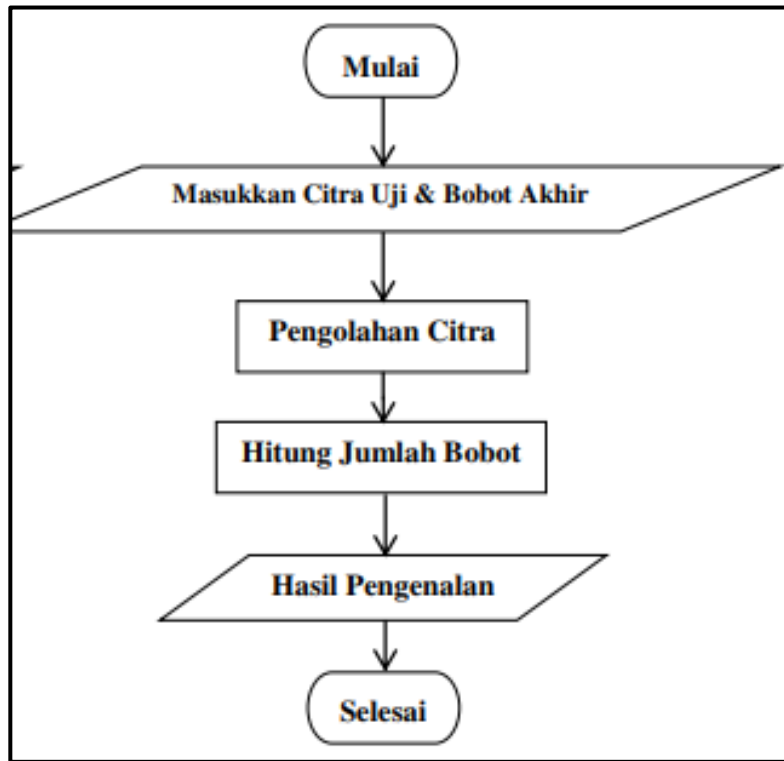 Mulai
Masukkan Citra Uji & Bobot Akhir
Pengolahan Citra
Hitung Jumlah Bobot
Hasil Pengenalan
Selesai